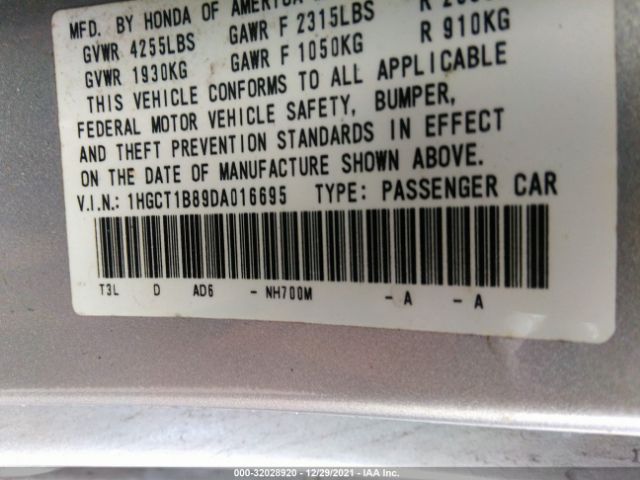 MFD. BY HONDA OF AMERICA
GVWR 4255LBS GAWR F 2315LBS R
GVWR 1930KG GAWR F 1050KG R 910KG
THIS VEHICLE CONFORMS TO ALL APPLICABLE
FEDERAL MOTOR VEHICLE SAFETY, BUMPER,
AND THEFT PREVENTION STANDARDS IN EFFECT
ON THE DATE OF MANUFACTURE SHOWN ABOVE.
V.I.N.: 1HGCT1B89DA016695 TYPE: PASSENGER CAR
T3L D AD6 - NH700M - A - A
000-32028920 - 12/29/2021 - IAA Inc.